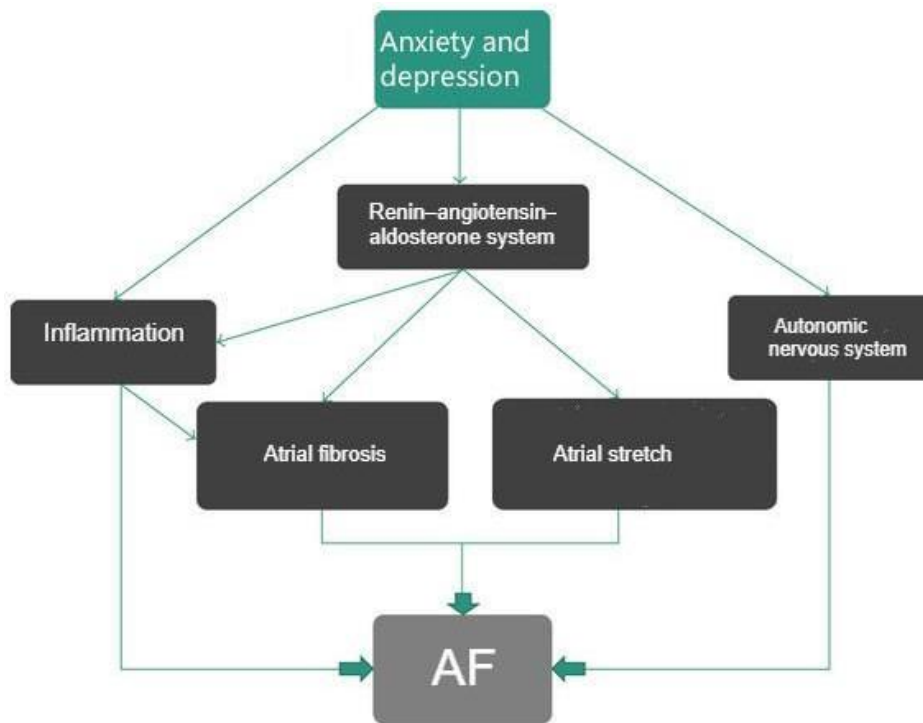 Anxiety and
depression
Renin–angiotensin–
aldosterone system
Inflammation
Autonomic
nervous system
Atrial fibrosis
Atrial stretch
AF